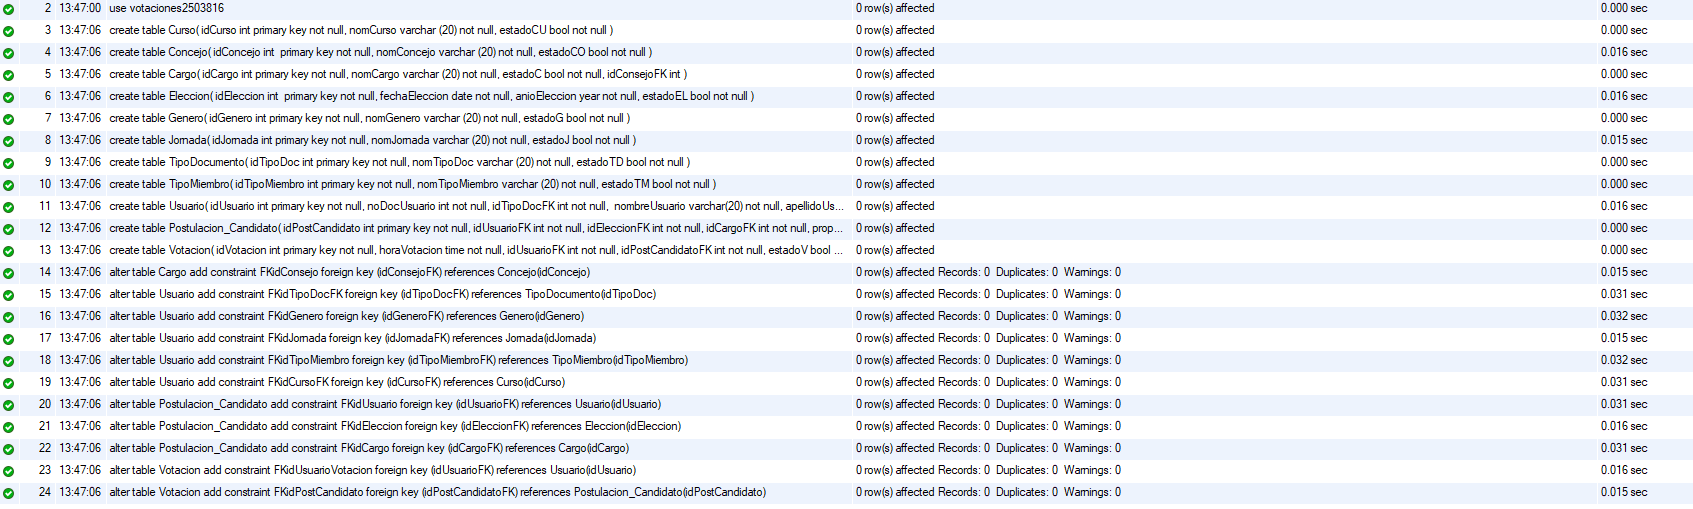 2 13:47:00 use votaciones2503816 0 row(s) affected 0.000 sec
3 13:47:06 create table Curso( idCurso int primary key not null, nomCurso varchar (20) not null, estadoCU bool not null ) 0 row(s) affected 0.000 sec
4 13:47:06 create table Concejo( idConcejo int  primary key not null, nomConcejo varchar (20) not null, estadoCO bool not null ) 0 row(s) affected 0.016 sec
5 13:47:06 create table Cargo( idCargo int primary key not null, nomCargo varchar (20) not null, estadoC bool not null, idConsejoFK int ) 0 row(s) affected 0.000 sec
6 13:47:06 create table Eleccion( idEleccion int  primary key not null, fechaEleccion date not null, anioEleccion year not null, estadoEL bool not null ) 0 row(s) affected 0.016 sec
7 13:47:06 create table Genero( idGenero int primary key not null, nomGenero varchar (20) not null, estadoG bool not null ) 0 row(s) affected 0.000 sec
8 13:47:06 create table Jornada( idJornada int primary key not null, nomJornada varchar (20) not null, estadoJ bool not null ) 0 row(s) affected 0.015 sec
9 13:47:06 create table TipoDocumento( idTipoDoc int primary key not null, nomTipoDoc varchar (20) not null, estadoTD bool not null ) 0 row(s) affected 0.000 sec
10 13:47:06 create table TipoMiembro( idTipoMiembro int primary key not null, nomTipoMiembro varchar (20) not null, estadoTM bool not null ) 0 row(s) affected 0.000 sec
11 13:47:06 create table Usuario( idUsuario int primary key not null, noDocUsuario int not null, idTipoDocFK int not null,  nombreUsuario varchar(20) not null, apellidoUs... 0 row(s) affected 0.016 sec
12 13:47:06 create table Postulacion_Candidato( idPostCandidato int primary key not null, idUsuarioFK int not null, idEleccionFK int not null, idCargoFK int not null, prop... 0 row(s) affected 0.000 sec
13 13:47:06 create table Votacion( idVotacion int primary key not null, horaVotacion time not null, idUsuarioFK int not null, idPostCandidatoFK int not null, estadoV bool ... 0 row(s) affected 0.000 sec
14 13:47:06 alter table Cargo add constraint FKidConsejo foreign key (idConsejoFK) references Concejo(idConcejo) 0 row(s) affected Records: 0  Duplicates: 0  Warnings: 0 0.015 sec
15 13:47:06 alter table Usuario add constraint FKidTipoDocFK foreign key (idTipoDocFK) references TipoDocumento(idTipoDoc) 0 row(s) affected Records: 0  Duplicates: 0  Warnings: 0 0.031 sec
16 13:47:06 alter table Usuario add constraint FKidGenero foreign key (idGeneroFK) references Genero(idGenero) 0 row(s) affected Records: 0  Duplicates: 0  Warnings: 0 0.032 sec
17 13:47:06 alter table Usuario add constraint FKidJornada foreign key (idJornadaFK) references Jornada(idJornada) 0 row(s) affected Records: 0  Duplicates: 0  Warnings: 0 0.015 sec
18 13:47:06 alter table Usuario add constraint FKidTipoMiembro foreign key (idTipoMiembroFK) references TipoMiembro(idTipoMiembro) 0 row(s) affected Records: 0  Duplicates: 0  Warnings: 0 0.032 sec
19 13:47:06 alter table Usuario add constraint FKidCursoFK foreign key (idCursoFK) references Curso(idCurso) 0 row(s) affected Records: 0  Duplicates: 0  Warnings: 0 0.031 sec
20 13:47:06 alter table Postulacion_Candidato add constraint FKidUsuario foreign key (idUsuarioFK) references Usuario(idUsuario) 0 row(s) affected Records: 0  Duplicates: 0  Warnings: 0 0.031 sec
21 13:47:06 alter table Postulacion_Candidato add constraint FKidEleccion foreign key (idEleccionFK) references Eleccion(idEleccion) 0 row(s) affected Records: 0  Duplicates: 0  Warnings: 0 0.016 sec
22 13:47:06 alter table Postulacion_Candidato add constraint FKidCargo foreign key (idCargoFK) references Cargo(idCargo) 0 row(s) affected Records: 0  Duplicates: 0  Warnings: 0 0.031 sec
23 13:47:06 alter table Votacion add constraint FKidUsuarioVotacion foreign key (idUsuarioFK) references Usuario(idUsuario) 0 row(s) affected Records: 0  Duplicates: 0  Warnings: 0 0.016 sec
24 13:47:06 alter table Votacion add constraint FKidPostCandidato foreign key (idPostCandidatoFK) references Postulacion_Candidato(idPostCandidato) 0 row(s) affected Records: 0  Duplicates: 0  Warnings: 0 0.015 sec